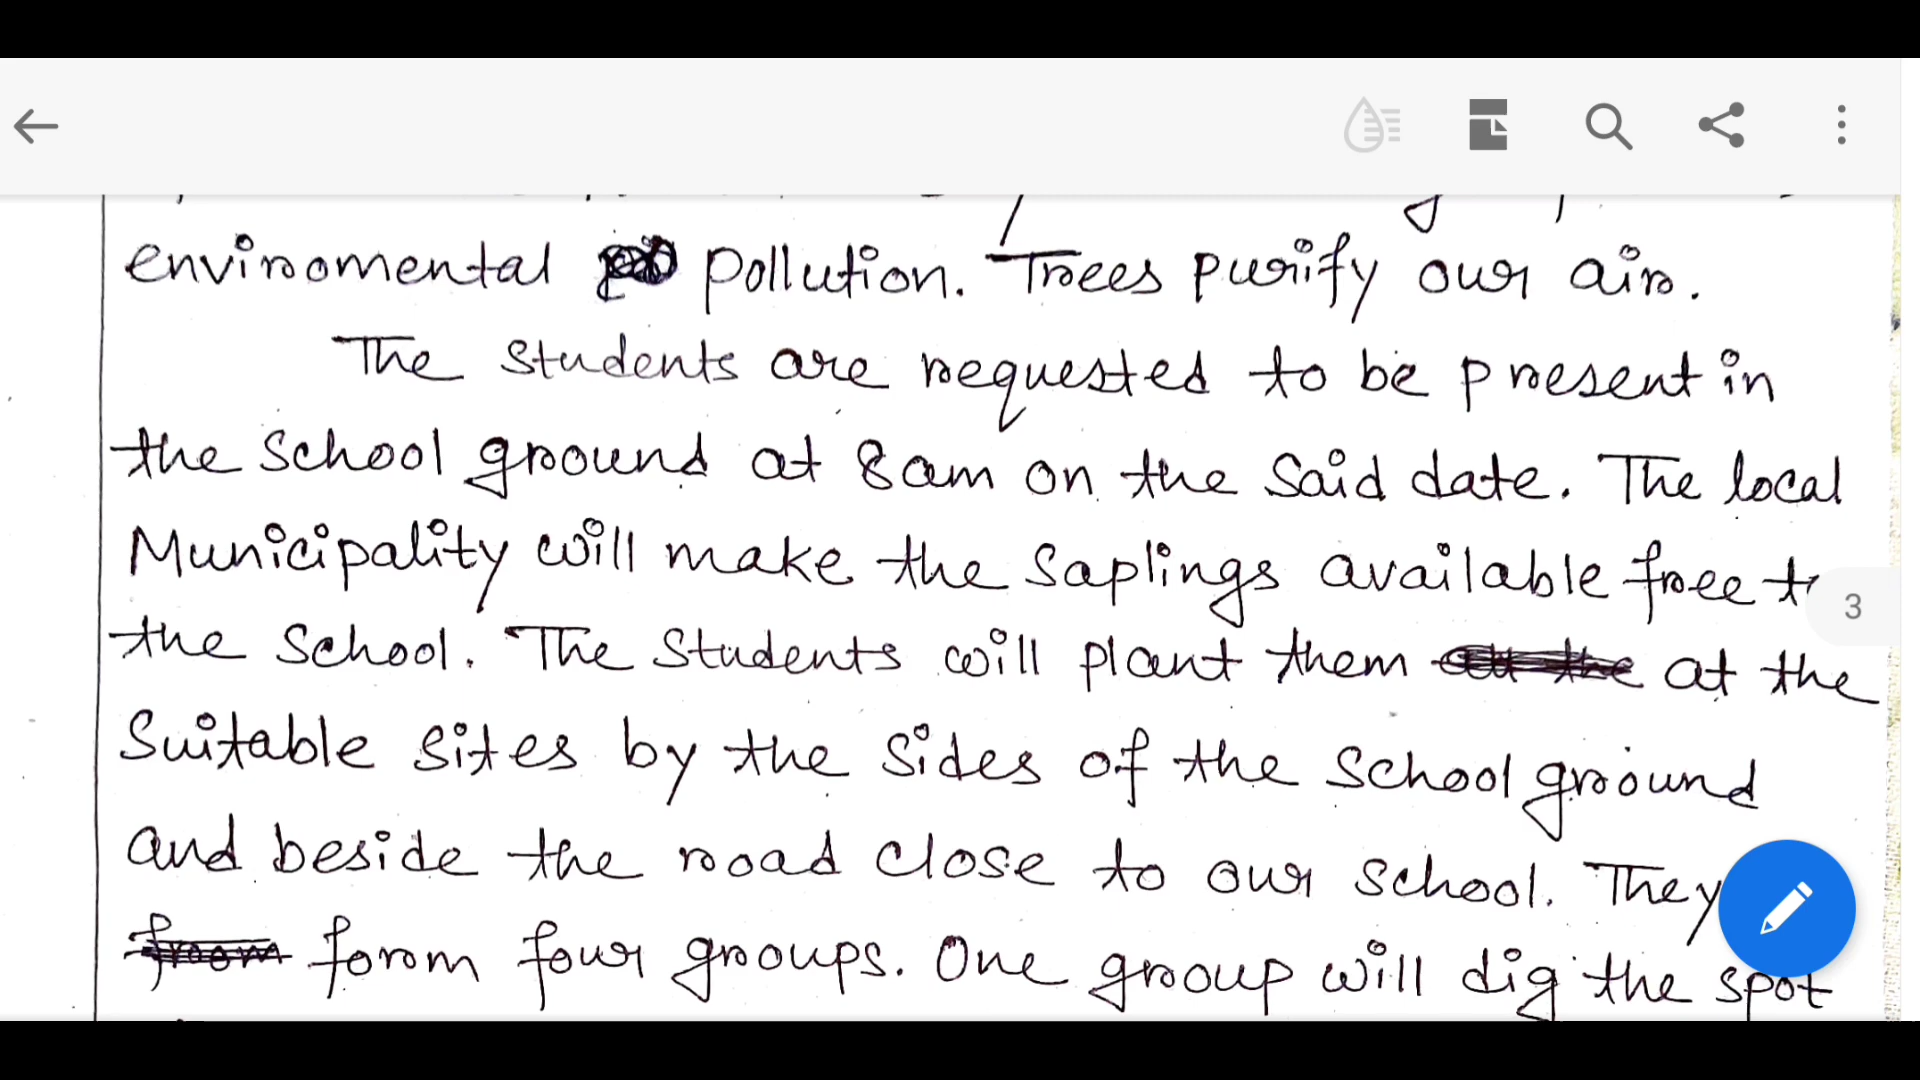 enviromental pollution. Trees purify our air.
The students are requested to be present in
the school ground at 8am on the said date. The local
Municipality will make the saplings available free
3
the school. The students will plant them at the
suitable sites by the sides of the school ground
and beside the road close to our school. They
form four groups. One group will dig the spot